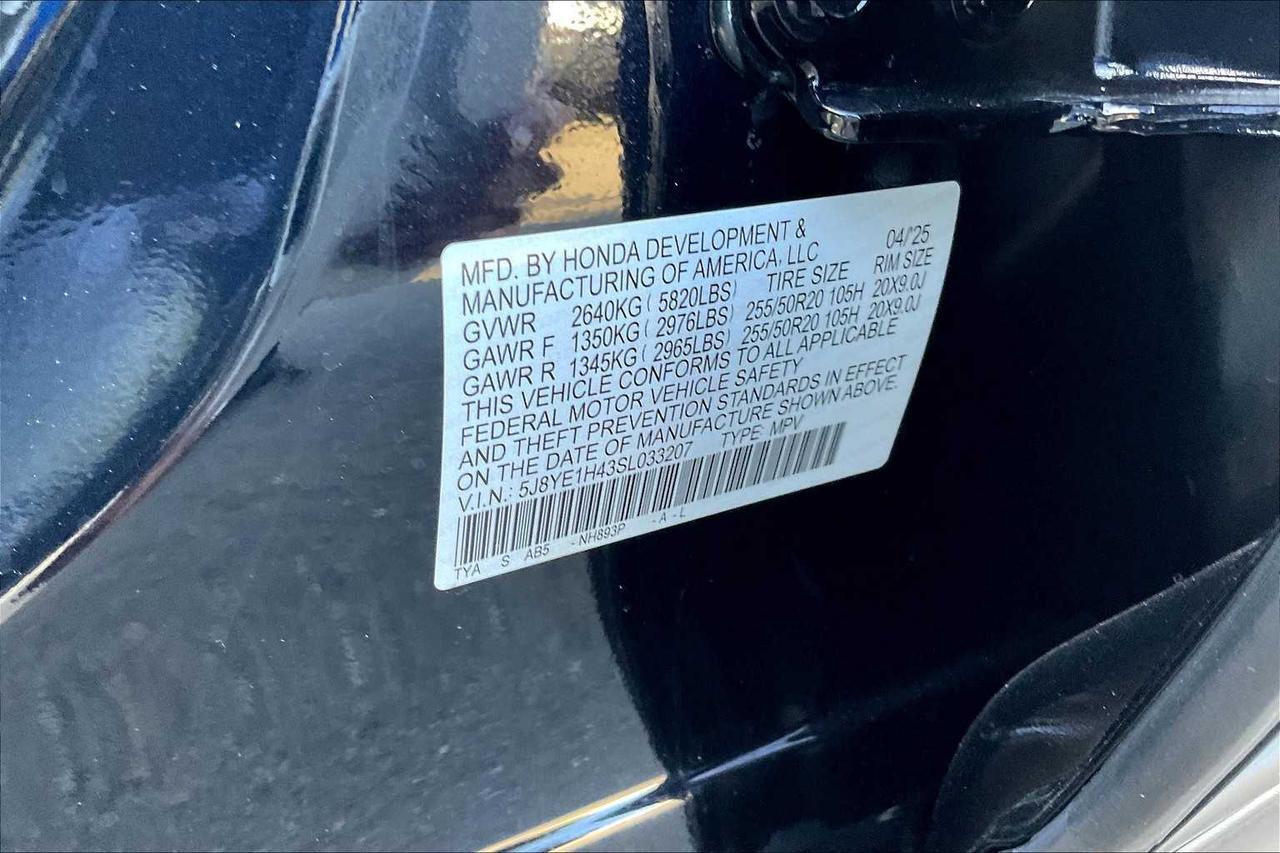 MFD. BY HONDA DEVELOPMENT & 04/'25
MANUFACTURING OF AMERICA, LLC
GVWR 2640KG ( 5820LBS) TIRE SIZE RIM SIZE
GAWR F 1350KG ( 2976LBS) 255/50R20 105H 20X9.0J
GAWR R 1345KG ( 2965LBS) 255/50R20 105H 20X9.0J
THIS VEHICLE CONFORMS TO ALL APPLICABLE
FEDERAL MOTOR VEHICLE SAFETY
AND THEFT PREVENTION STANDARDS IN EFFECT
ON THE DATE OF MANUFACTURE SHOWN ABOVE.
V.I.N.: 5J8YE1H43SL033207 TYPE: MPV
TYA S AB5 -NH893P -A-L